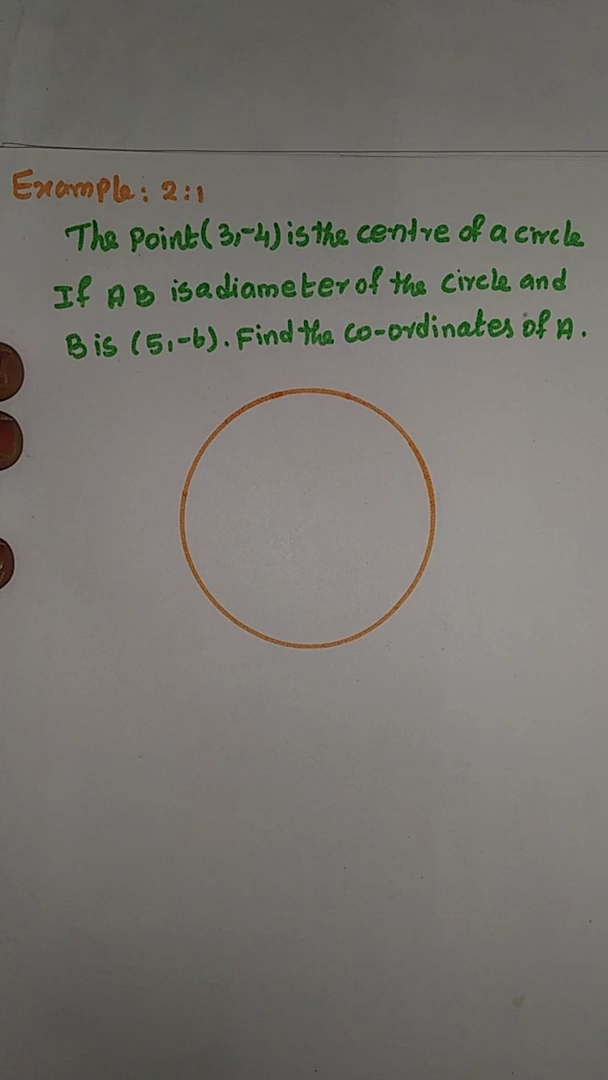 Example: 2:1
The Point (3,-4) is the centre of a circle
If AB is a diameter of the circle and
B is (5,-6). Find the co-ordinates of A.